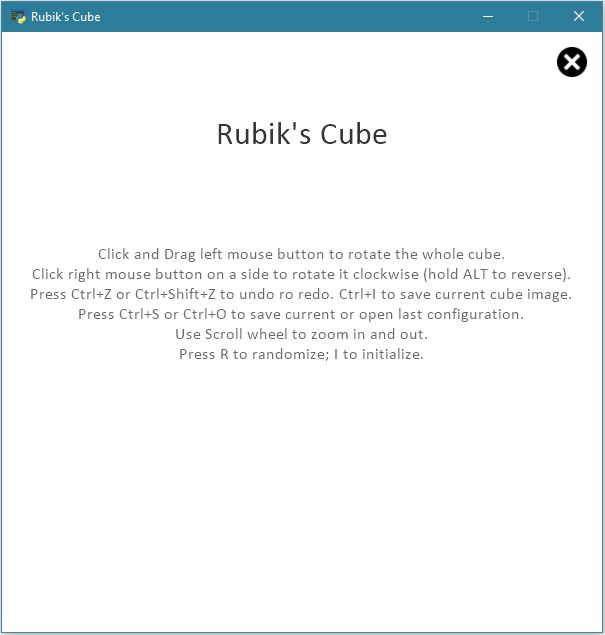 Rubik's Cube
Rubik's Cube
Click and Drag left mouse button to rotate the whole cube.
Click right mouse button on a side to rotate it clockwise (hold ALT to reverse).
Press Ctrl+Z or Ctrl+Shift+Z to undo ro redo. Ctrl+I to save current cube image.
Press Ctrl+S or Ctrl+O to save current or open last configuration.
Use Scroll wheel to zoom in and out.
Press R to randomize; I to initialize.